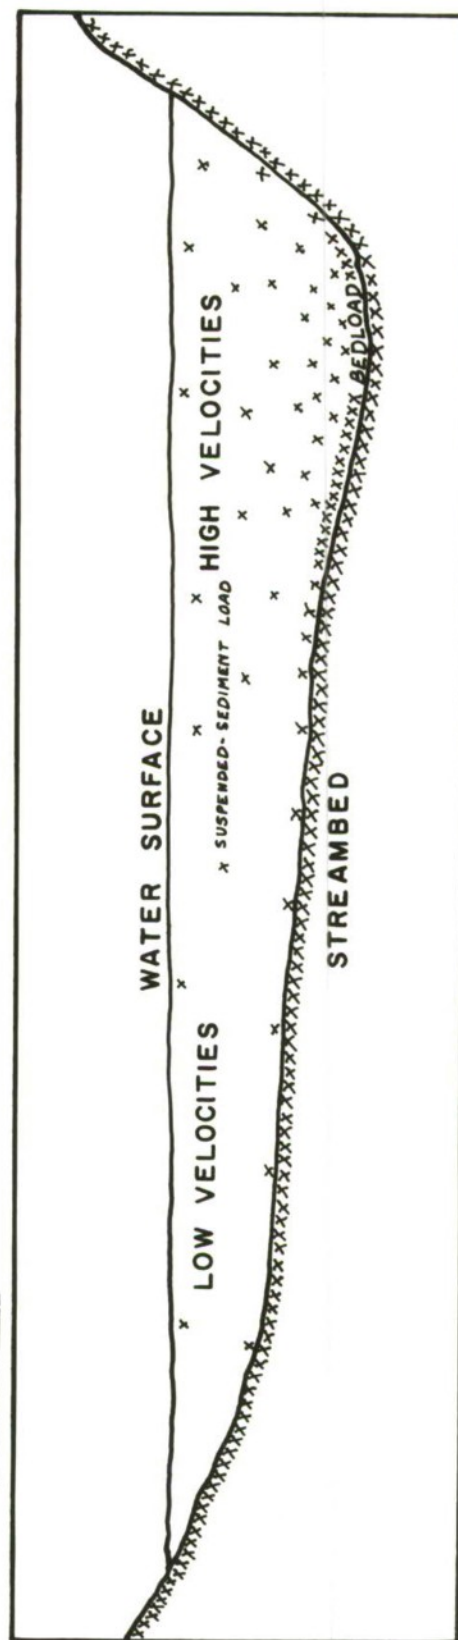 WATER SURFACE
LOW VELOCITIES
HIGH VELOCITIES
x SUSPENDED-SEDIMENT LOAD
BEDLOAD
STREAMBED